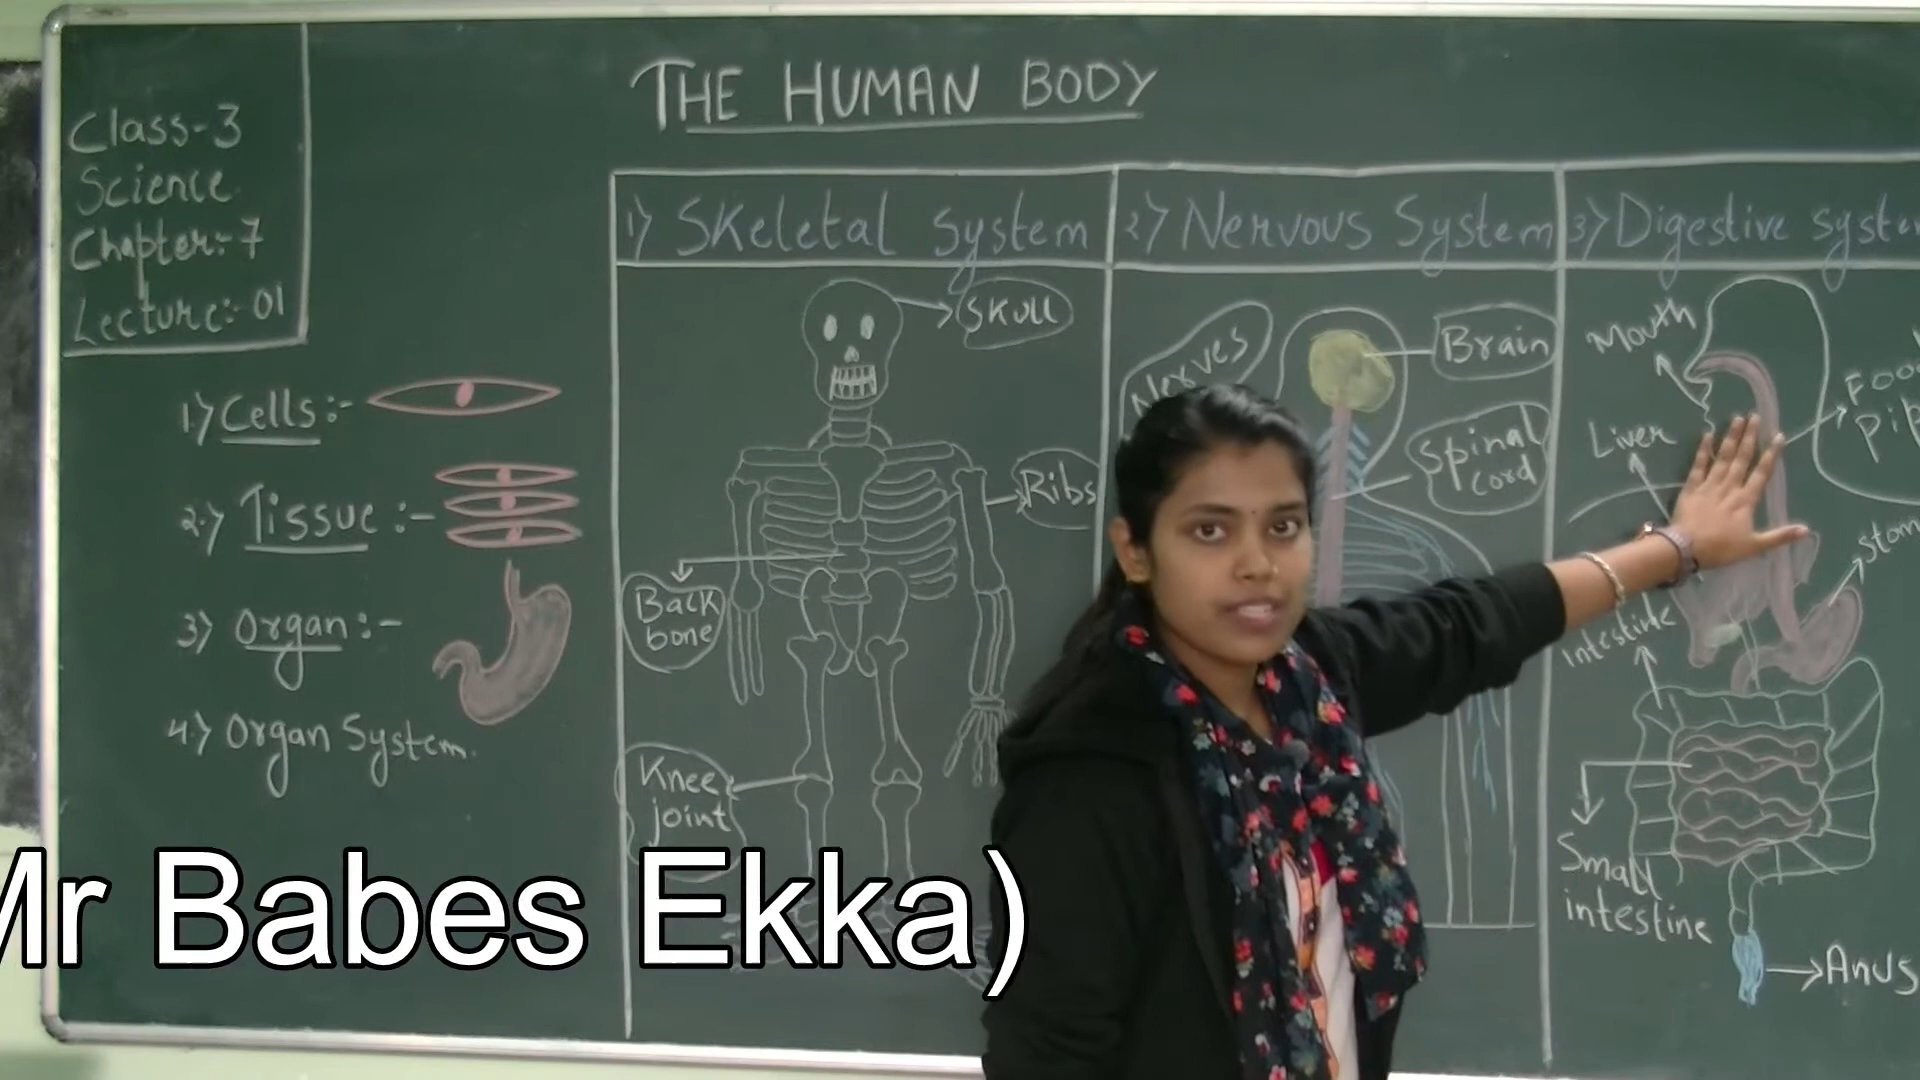 THE HUMAN BODY
Class-3
Science
Chapter:-7
Lecture:-01
1) Cells:-
2) Tissue:-
3) Organ:-
4) Organ System.
1) Skeletal System
Skull
Ribs
Back
bone
Knee
joint
2) Nervous System
Nerves
Brain
Spinal
cord
3) Digestive
Mouth
Liver
intestine
Small
intestine
Anus
Mr Babes Ekka)